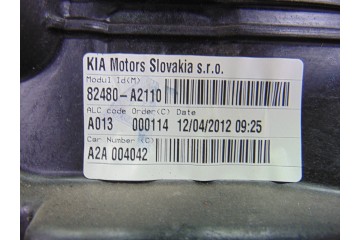 KIA Motors Slovakia s.r.o.
Modul Id(M)
82480-A2110
ALC code Order(C) Date
A013 000114 12/04/2012 09:25
Car Number (C)
A2A 004042